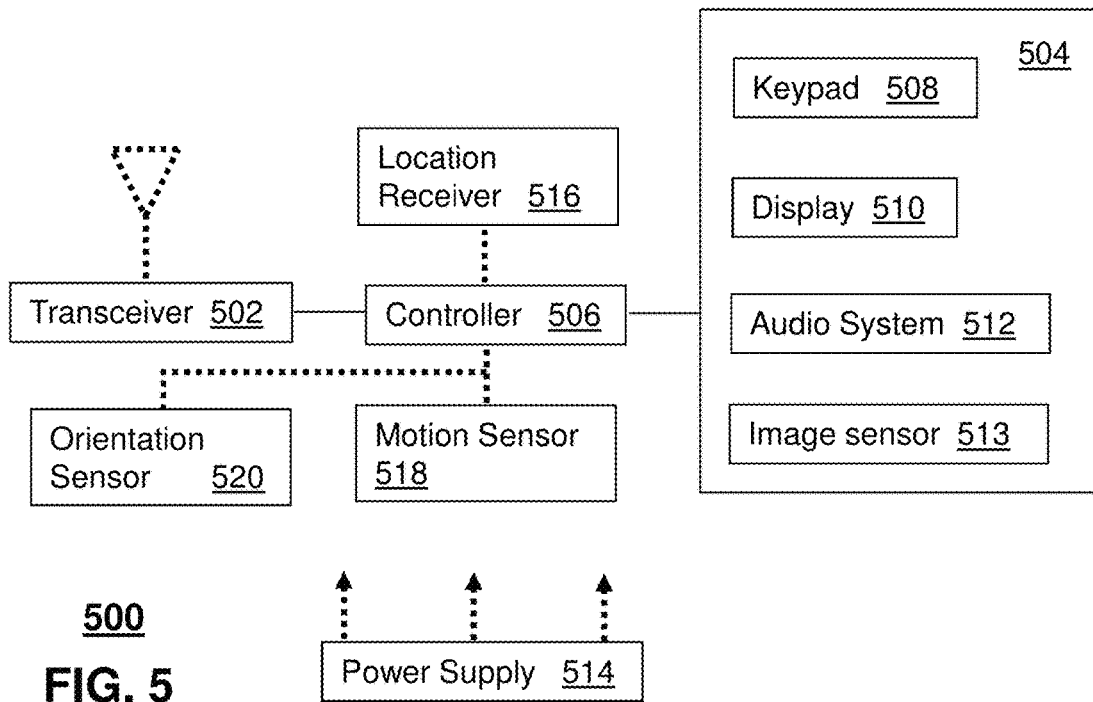 504
Keypad 508
Location
Receiver 516
Display 510
Transceiver 502
Controller 506
Audio System 512
Orientation
Sensor 520
Motion Sensor
518
Image sensor 513
500
FIG. 5
Power Supply 514